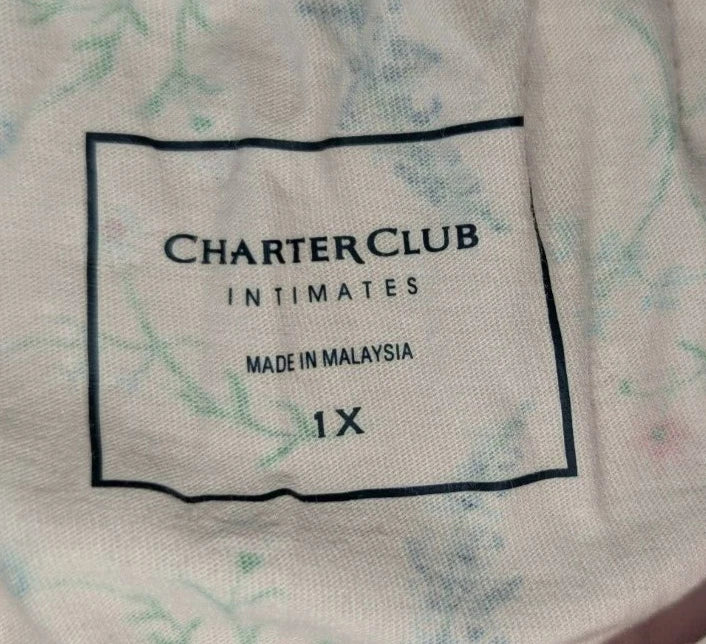 CHARTER CLUB
INTIMATES
MADE IN MALAYSIA
1X